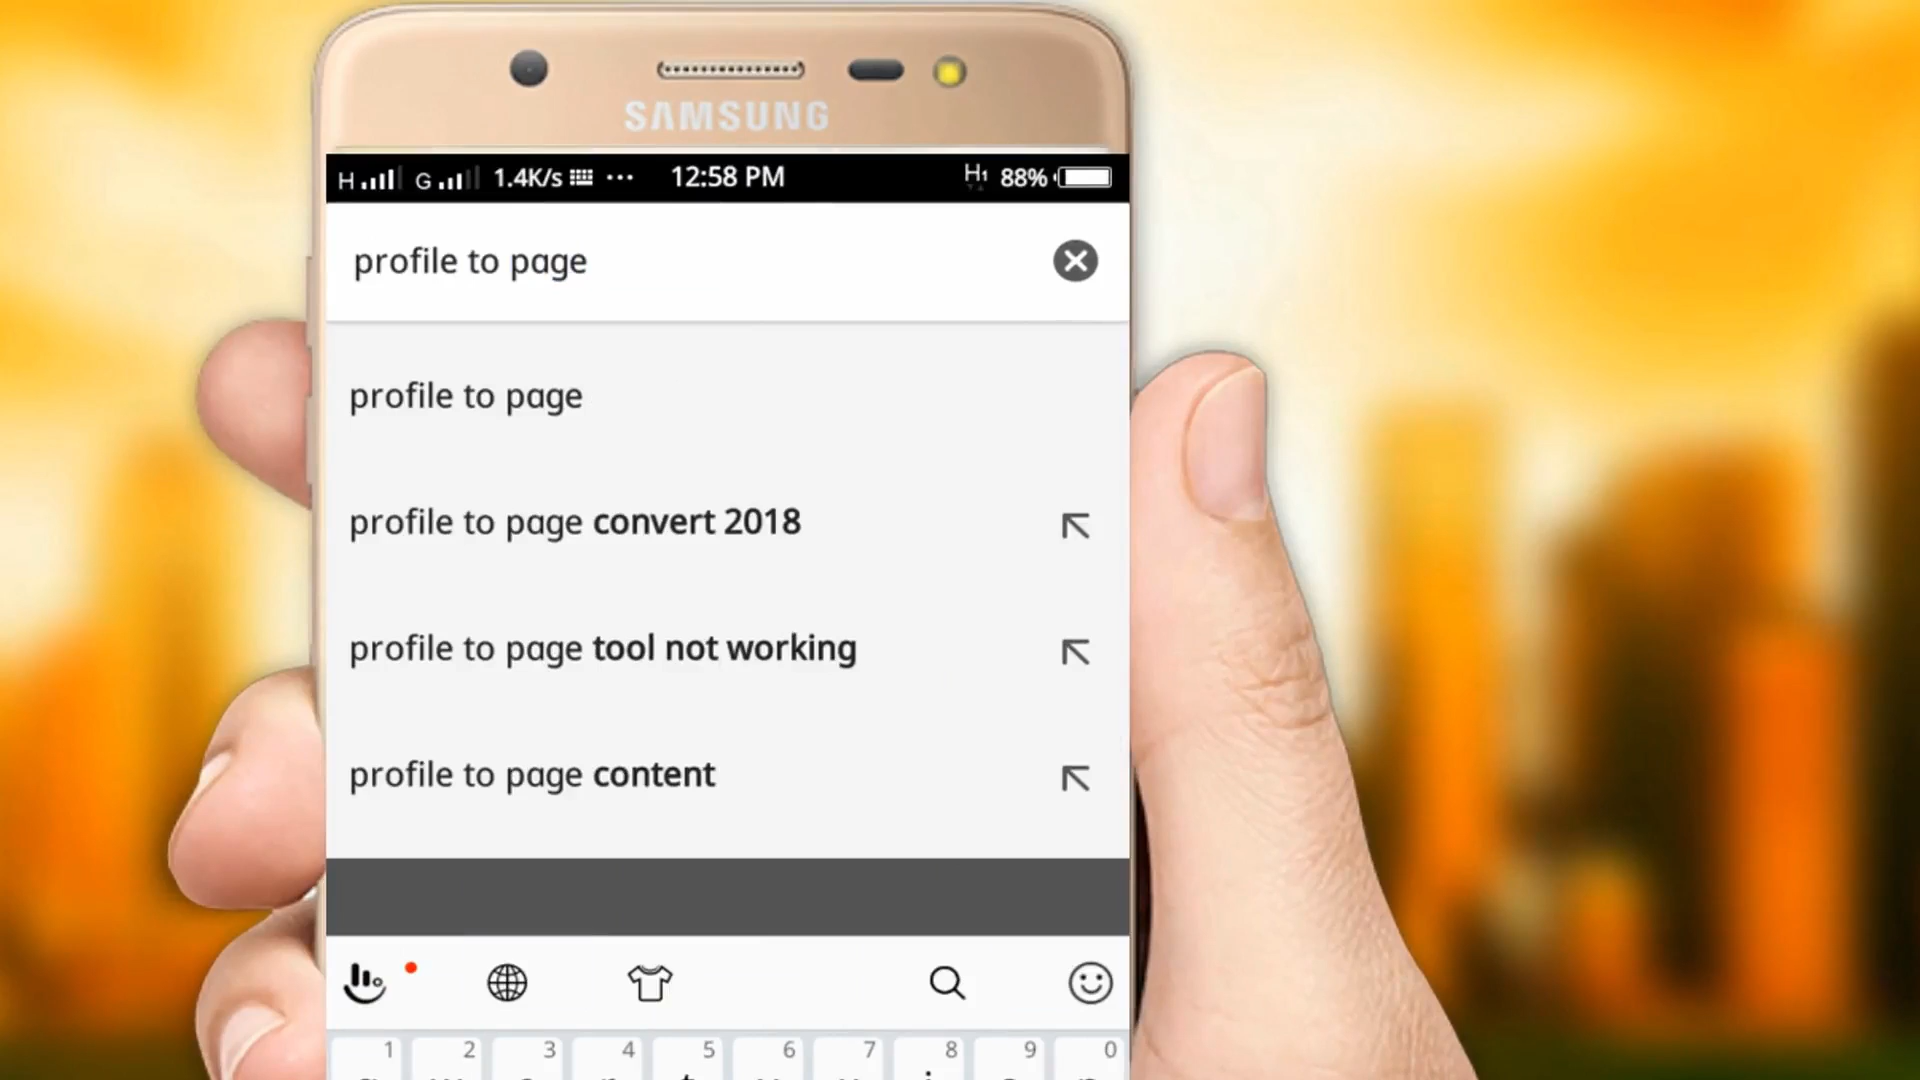 SAMSUNG
H G 1.4K/s ... 12:58 PM H1 88%
profile to page
profile to page
profile to page convert 2018
profile to page tool not working
profile to page content
1 2 3 4 5 6 7 8 9 0